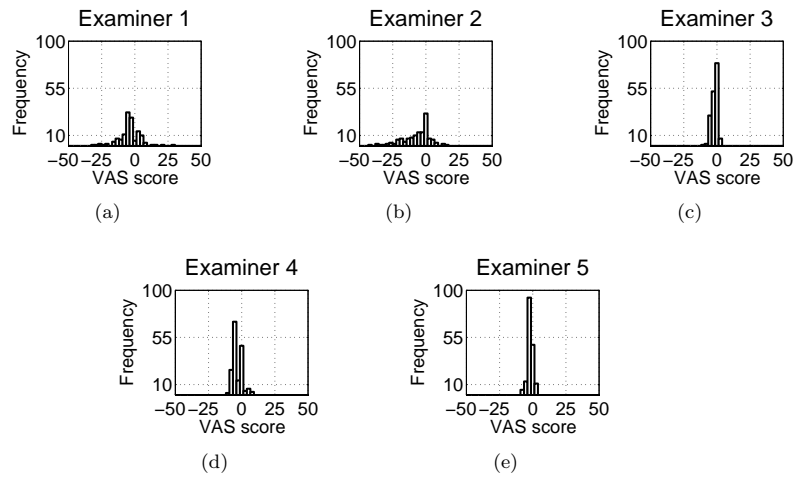 Examiner 1
100
55
10
Frequency
−50 −25 0 25 50
VAS score
(a)
Examiner 2
100
55
10
Frequency
−50 −25 0 25 50
VAS score
(b)
Examiner 3
100
55
10
Frequency
−50 −25 0 25 50
VAS score
(c)
Examiner 4
100
55
10
Frequency
−50 −25 0 25 50
VAS score
(d)
Examiner 5
100
55
10
Frequency
−50 −25 0 25 50
VAS score
(e)